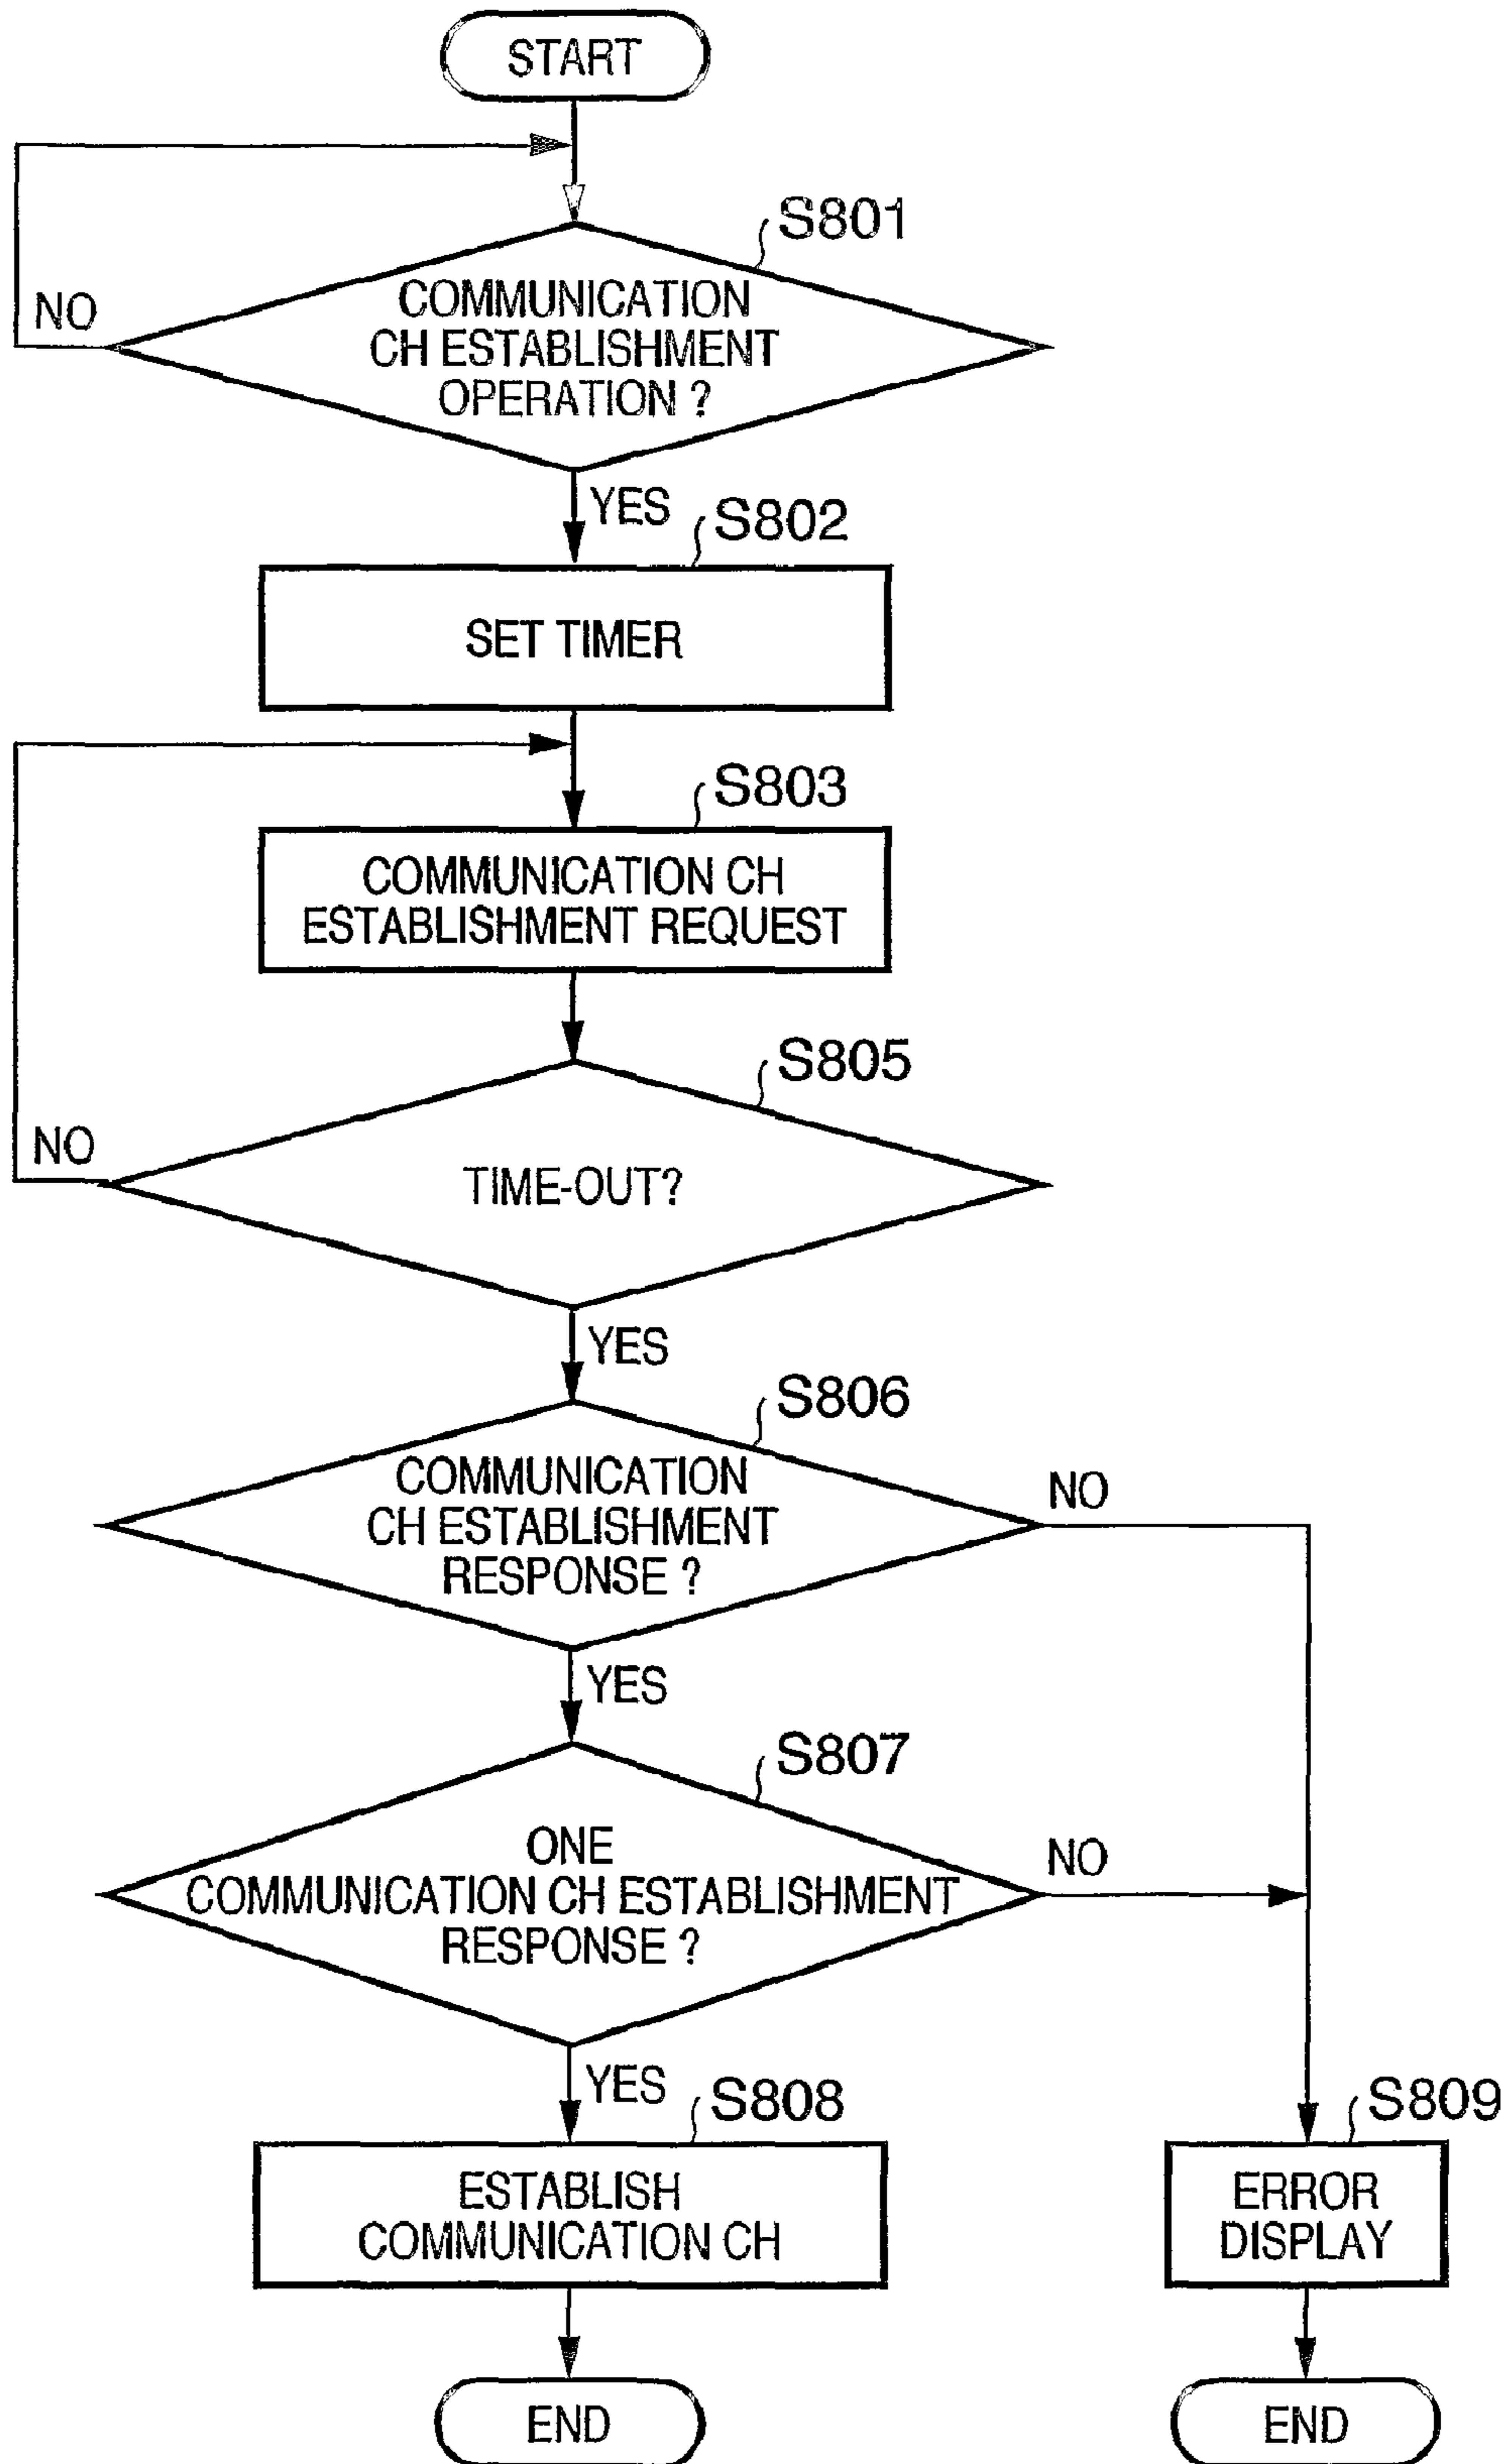 START
S801
COMMUNICATION
CH ESTABLISHMENT
OPERATION ?
NO
YES
S802
SET TIMER
S803
COMMUNICATION CH
ESTABLISHMENT REQUEST
S805
TIME-OUT?
NO
YES
S806
COMMUNICATION
CH ESTABLISHMENT
RESPONSE ?
NO
YES
S807
ONE
COMMUNICATION CH ESTABLISHMENT
RESPONSE ?
NO
YES
S808
ESTABLISH
COMMUNICATION CH
S809
ERROR
DISPLAY
END
END